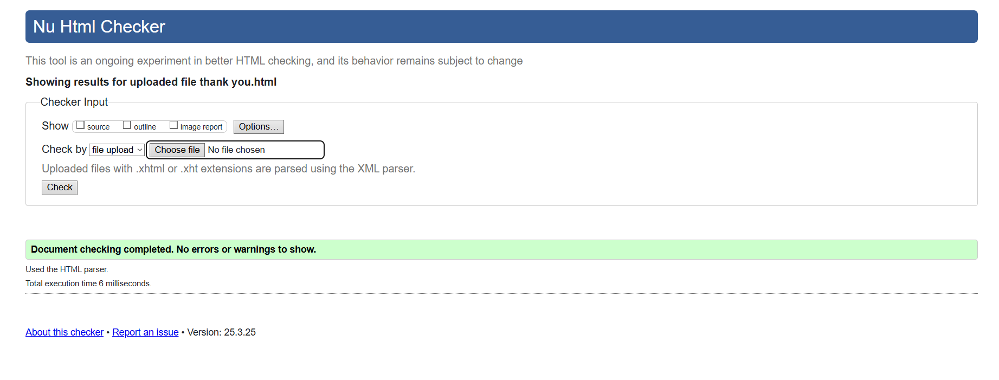 Nu Html Checker
This tool is an ongoing experiment in better HTML checking, and its behavior remains subject to change
Showing results for uploaded file thank you.html
Checker Input
Show source outline image report Options...
Check by file upload Choose file No file chosen
Uploaded files with .xhtml or .xht extensions are parsed using the XML parser.
Check
Document checking completed. No errors or warnings to show.
Used the HTML parser.
Total execution time 6 milliseconds.
About this checker • Report an issue • Version: 25.3.25